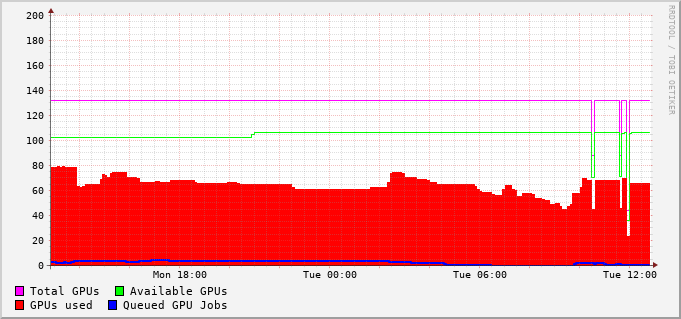 200
180
160
140
120
100
80
60
40
20
0
Mon 18:00 Tue 00:00 Tue 06:00 Tue 12:00
Total GPUs Available GPUs
GPUs used Queued GPU Jobs
RRDTOOL / TOBI OETIKER